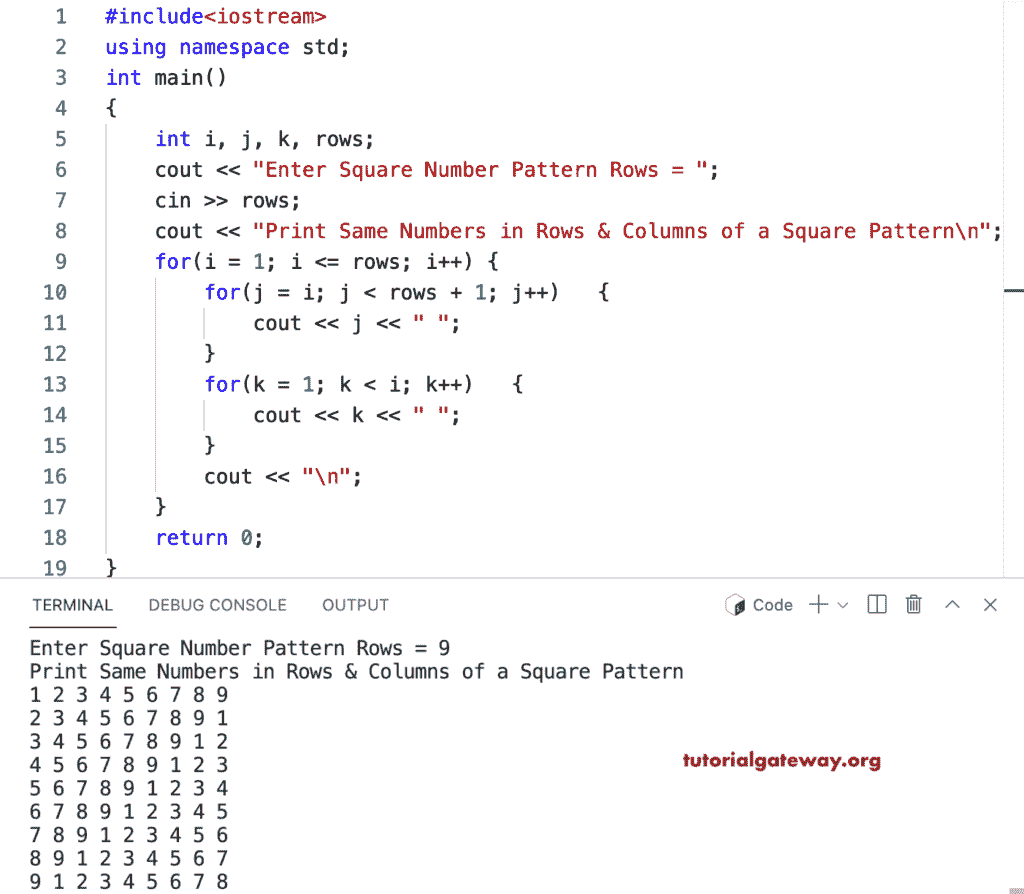 1 #include<iostream>
2 using namespace std;
3 int main()
4 {
5 int i, j, k, rows;
6 cout << "Enter Square Number Pattern Rows = ";
7 cin >> rows;
8 cout << "Print Same Numbers in Rows & Columns of a Square Pattern\n";
9 for(i = 1; i <= rows; i++) {
10 for(j = i; j < rows + 1; j++)   {
11 cout << j << " ";
12 }
13 for(k = 1; k < i; k++)   {
14 cout << k << " ";
15 }
16 cout << "\n";
17 }
18 return 0;
19 }
TERMINAL DEBUG CONSOLE OUTPUT Code
Enter Square Number Pattern Rows = 9
Print Same Numbers in Rows & Columns of a Square Pattern
1 2 3 4 5 6 7 8 9
2 3 4 5 6 7 8 9 1
3 4 5 6 7 8 9 1 2
4 5 6 7 8 9 1 2 3
5 6 7 8 9 1 2 3 4
6 7 8 9 1 2 3 4 5
7 8 9 1 2 3 4 5 6
8 9 1 2 3 4 5 6 7
9 1 2 3 4 5 6 7 8
tutorialgateway.org